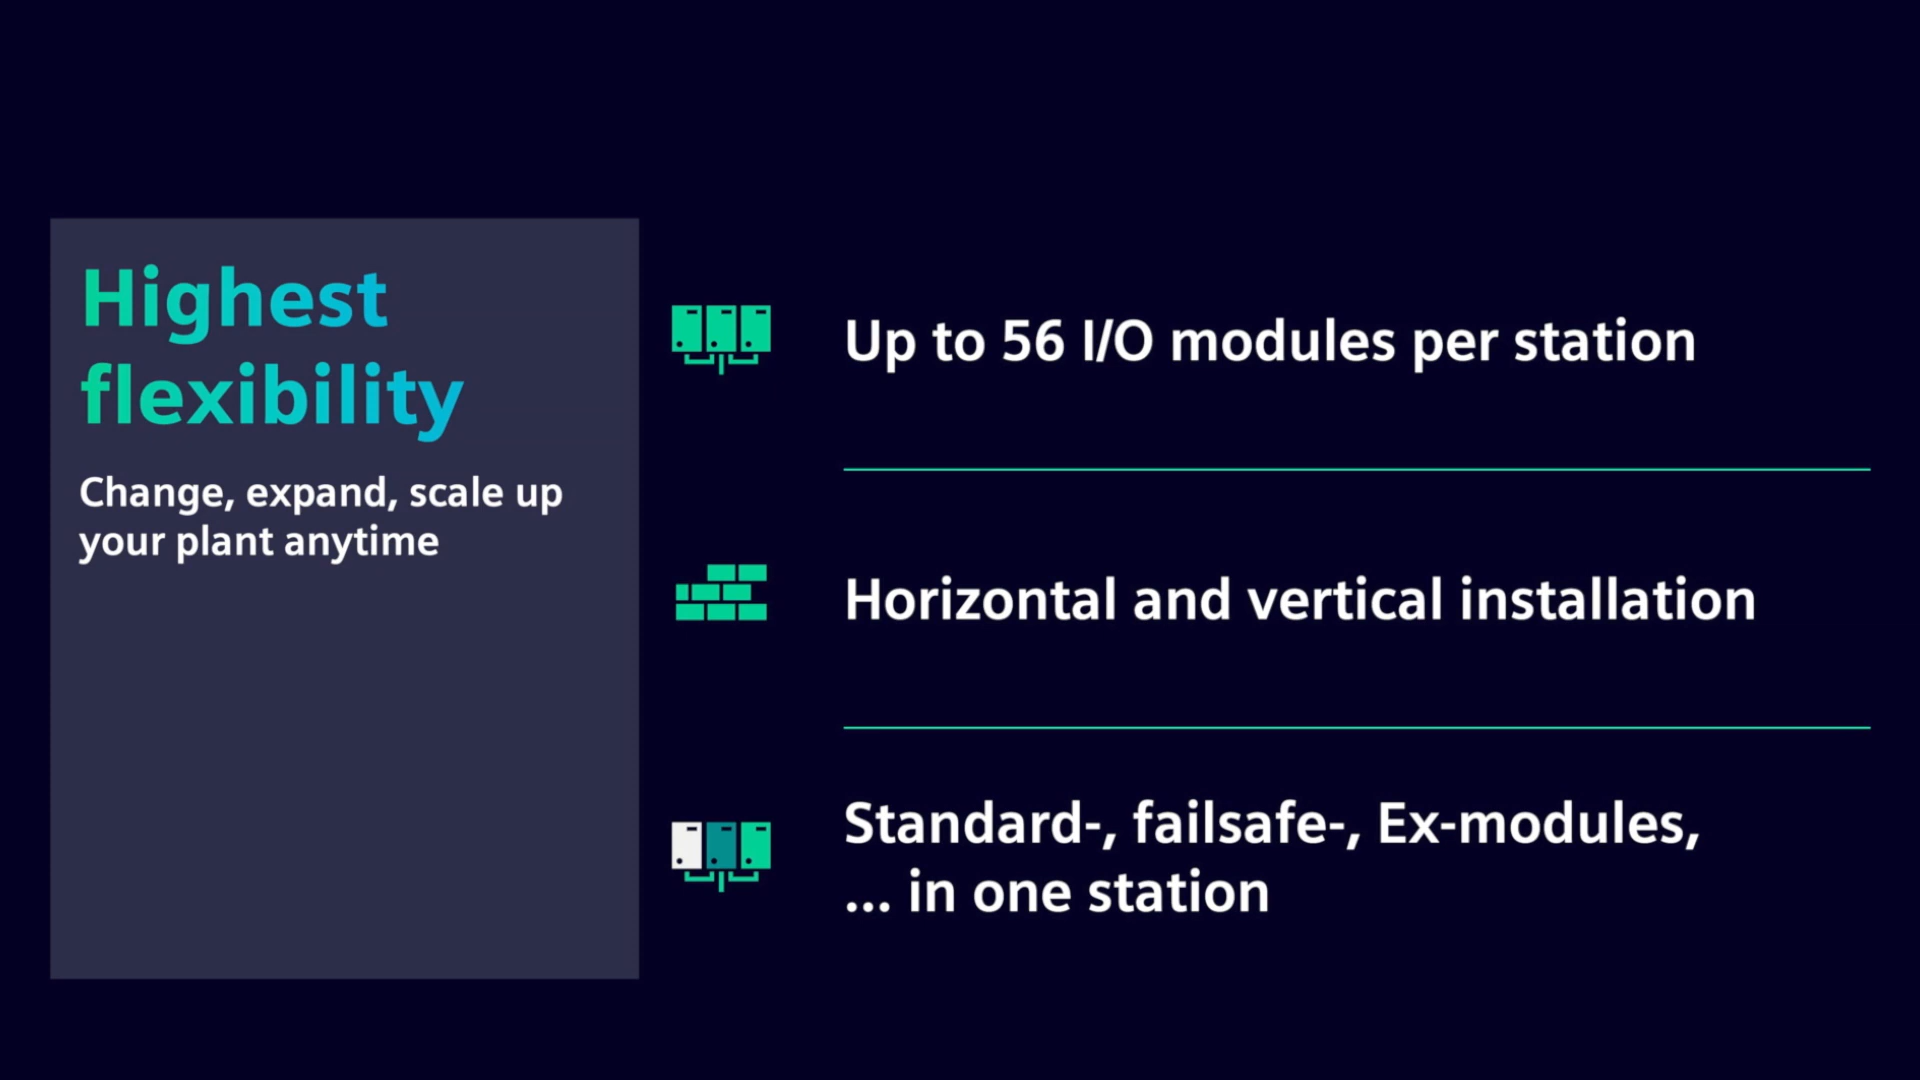 Highest
flexibility
Change, expand, scale up
your plant anytime
Up to 56 I/O modules per station
Horizontal and vertical installation
Standard-, failsafe-, Ex-modules,
... in one station